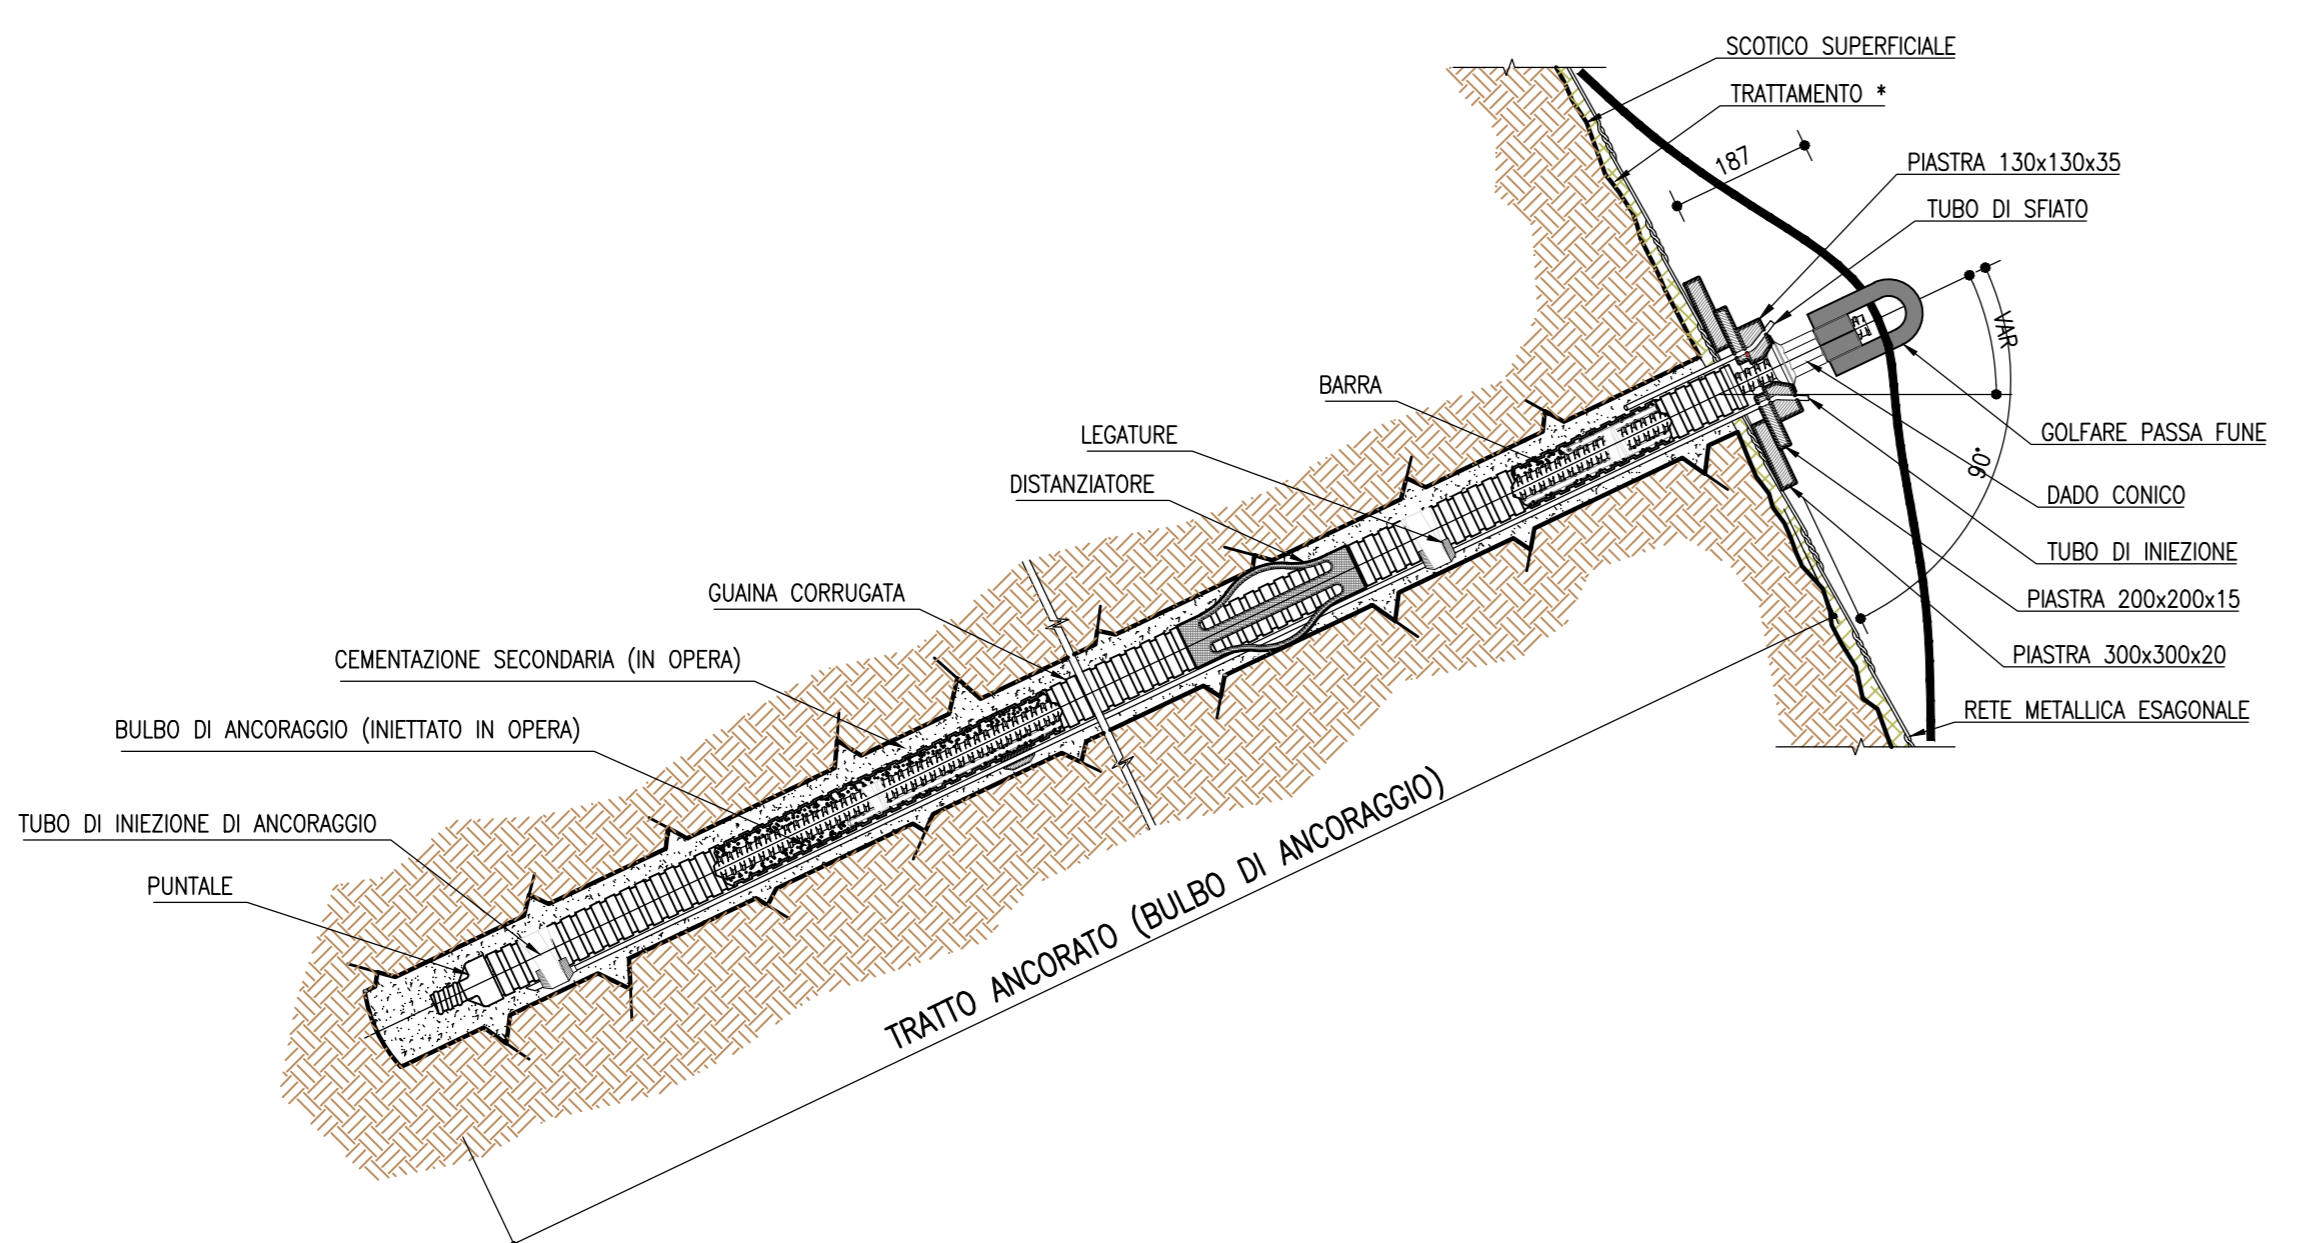 SCOTICO SUPERFICIALE
TRATTAMENTO *
187
PIASTRA 130x130x35
TUBO DI SFIATO
VAR
BARRA
LEGATURE
GOLFARE PASSA FUNE
90°
DISTANZIATORE
DADO CONICO
TUBO DI INIEZIONE
GUAINA CORRUGATA
PIASTRA 200x200x15
CEMENTAZIONE SECONDARIA (IN OPERA)
PIASTRA 300x300x20
RETE METALLICA ESAGONALE
BULBO DI ANCORAGGIO (INIETTATO IN OPERA)
TUBO DI INIEZIONE DI ANCORAGGIO
PUNTALE
TRATTO ANCORATO (BULBO DI ANCORAGGIO)